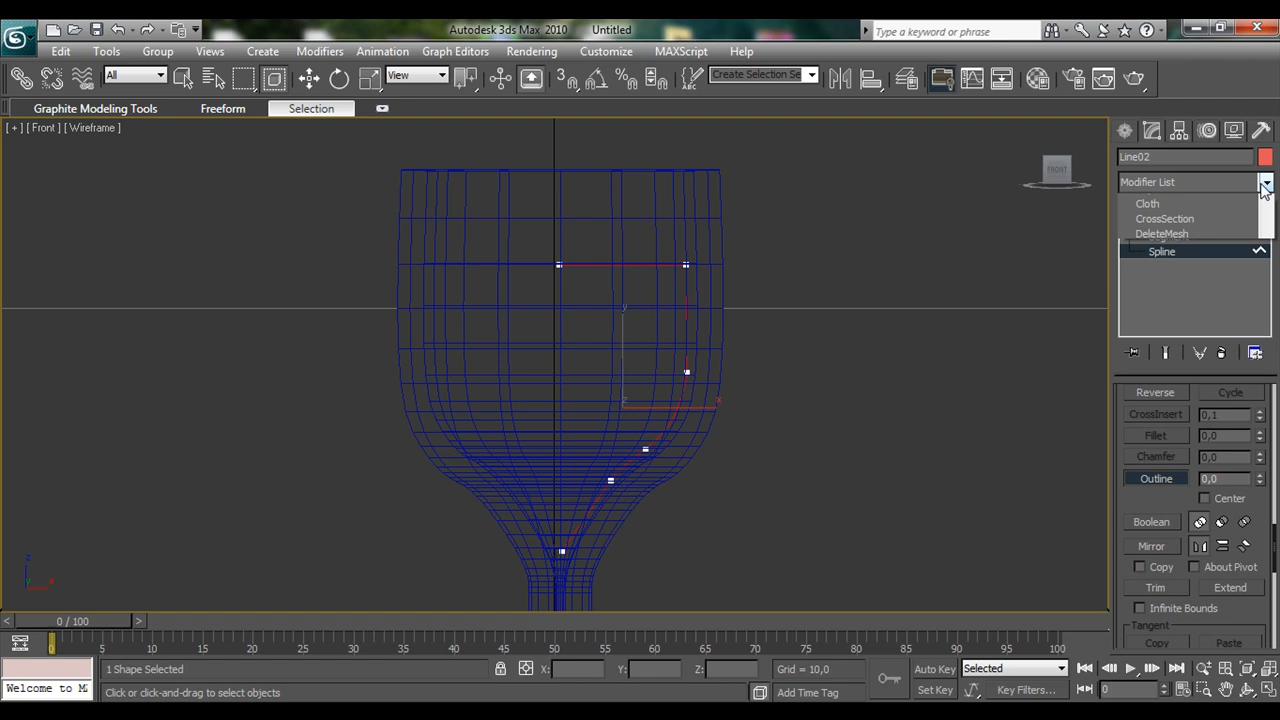 Autodesk 3ds Max 2010 Untitled
Type a keyword or phrase
Edit Tools Group Views Create Modifiers Animation Graph Editors Rendering Customize MAXScript Help
All View Create Selection Se
Graphite Modeling Tools Freeform Selection
[ + ] [ Front ] [ Wireframe ]
FRONT
Line02
Modifier List
Cloth
CrossSection
DeleteMesh
Spline
y
z x
z
y x
Reverse Cycle
CrossInsert 0,1
Fillet 0,0
Chamfer 0,0
Outline 0,0
Center
Boolean
Mirror
Copy About Pivot
Trim Extend
Infinite Bounds
Tangent
Copy Paste
< 0 / 100 >
0 5 10 15 20 25 30 35 40 45 50 55 60 65 70 75 80 85 90 95 100
1 Shape Selected X: Y: Z: Grid = 10,0 Auto Key Selected
Welcome to M Click or click-and-drag to select objects Add Time Tag Set Key Key Filters... 0